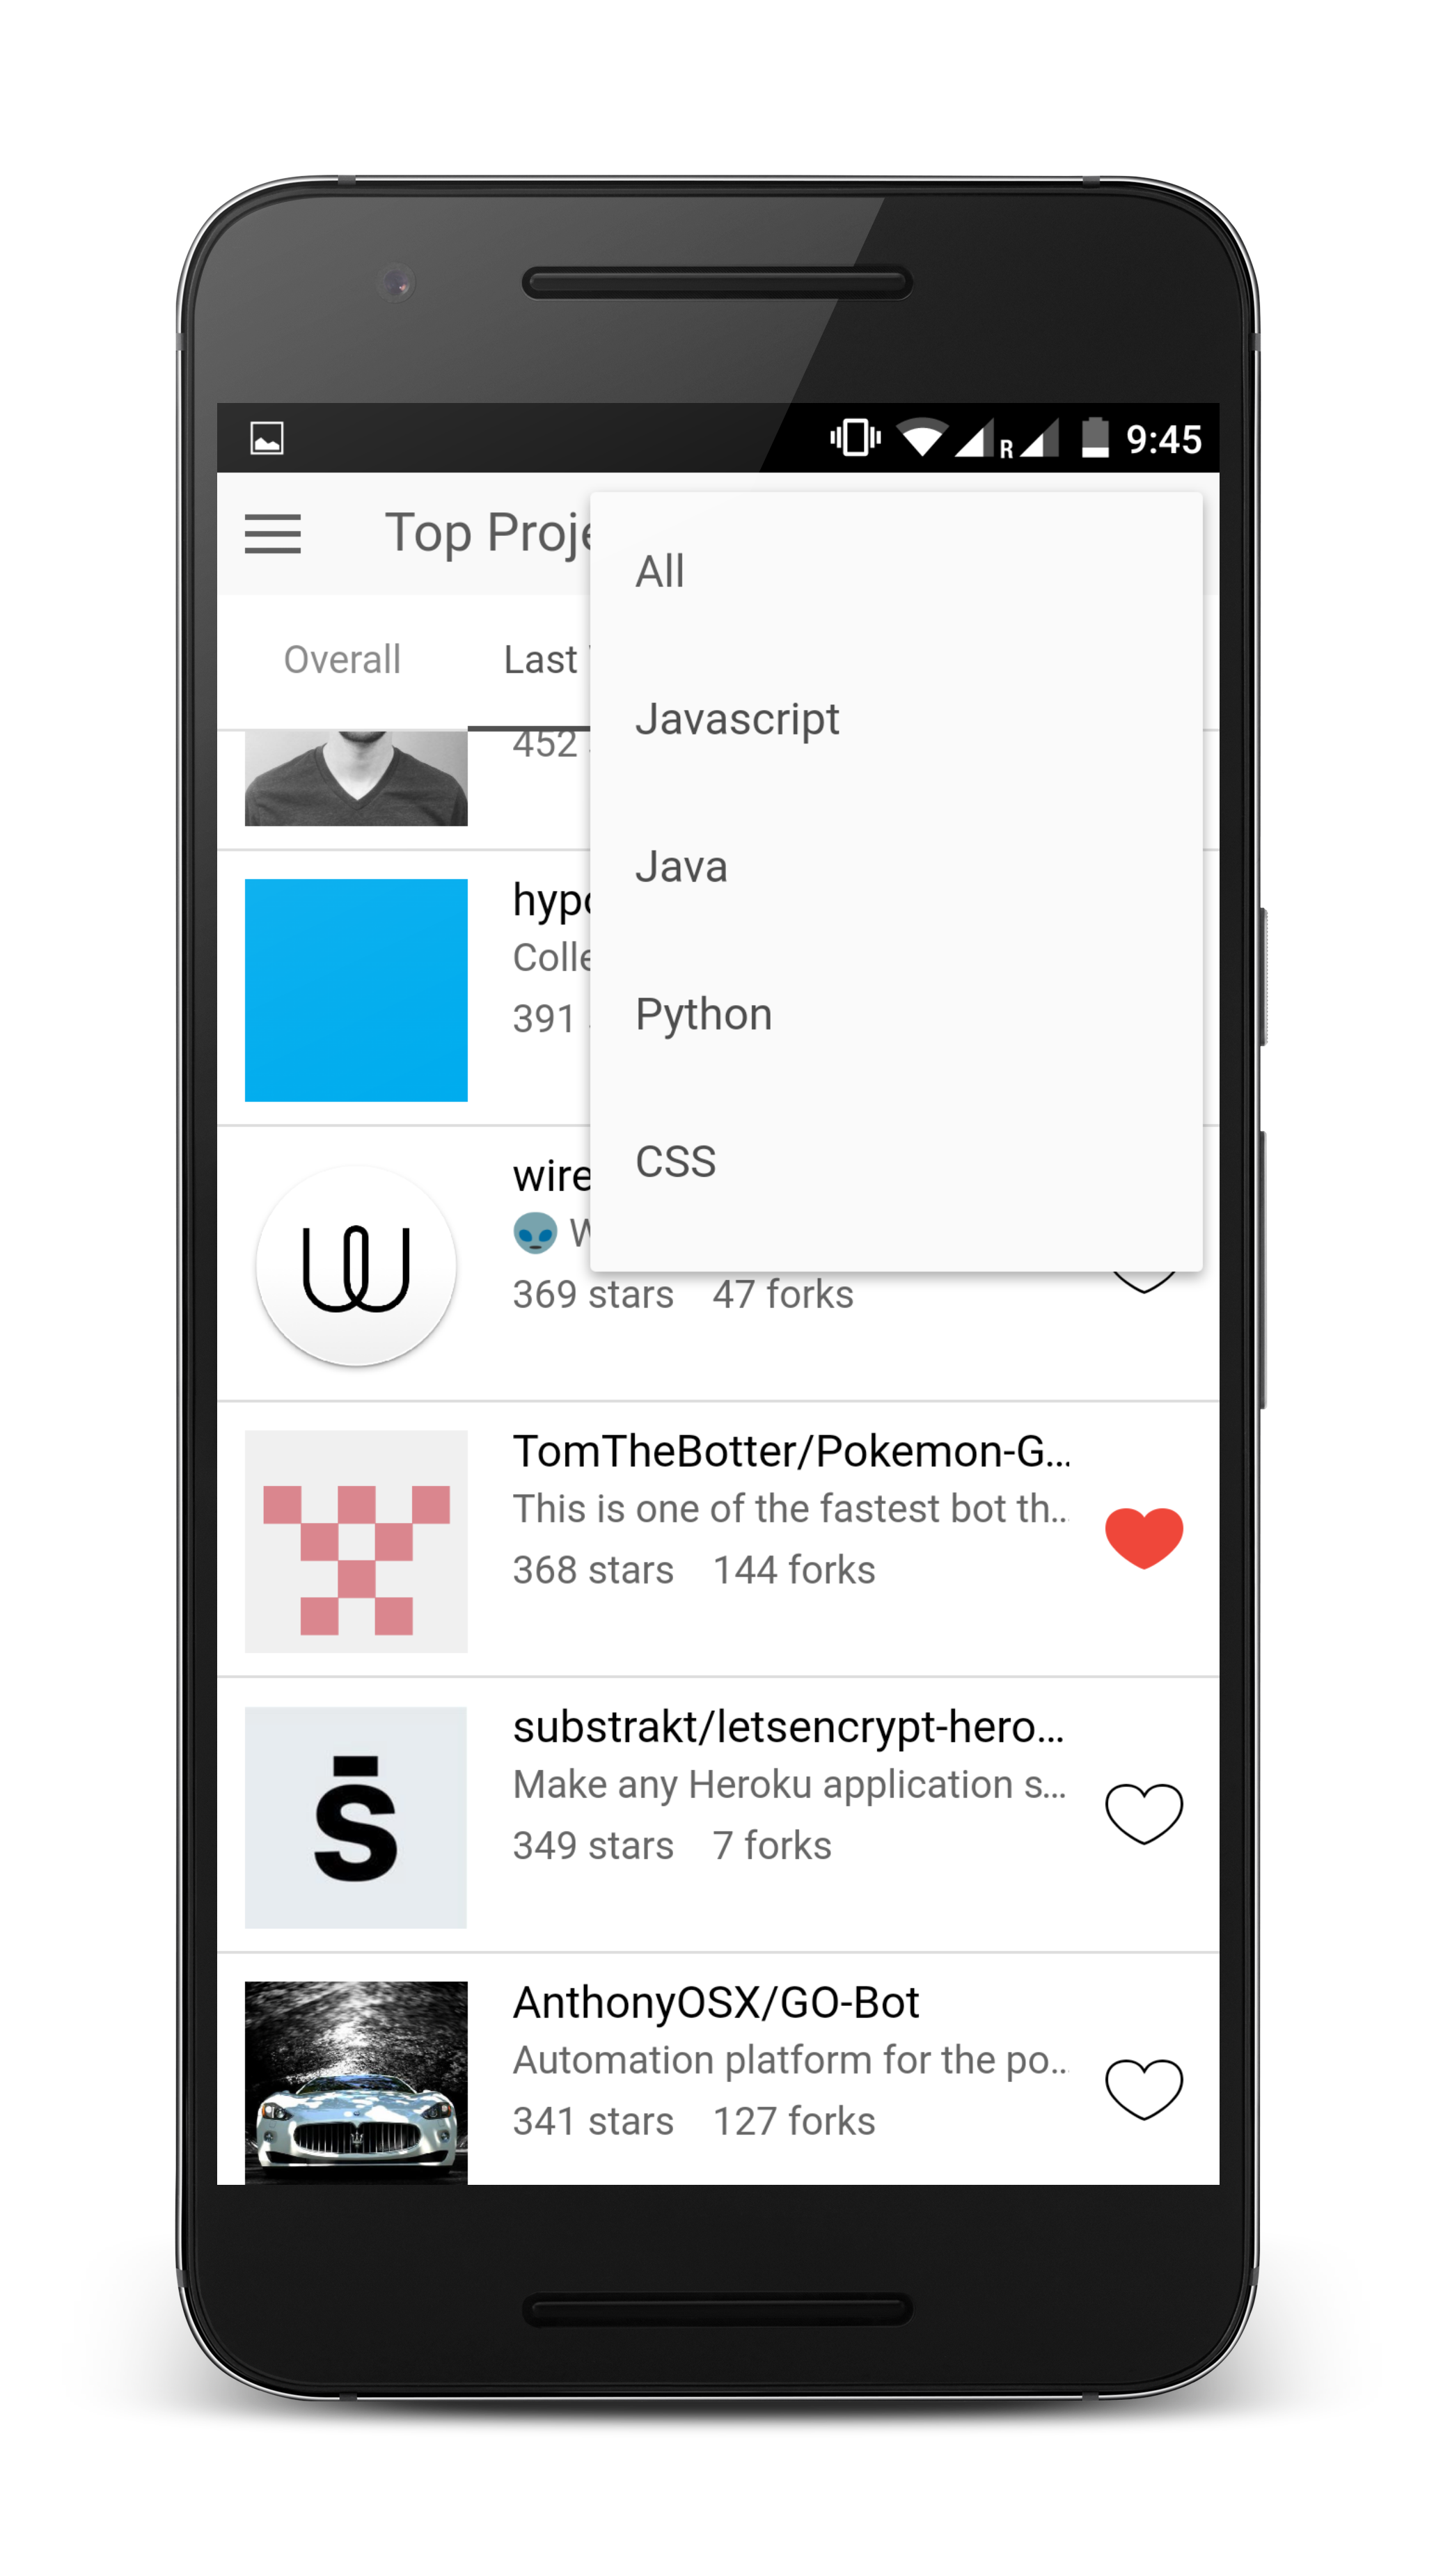 R 9:45
Top Proje
All
Overall
Last
Javascript
452
Java
hypo
Colle
391
Python
CSS
wire
369 stars 47 forks
TomTheBotter/Pokemon-G...
This is one of the fastest bot th...
368 stars 144 forks
substrakt/letsencrypt-hero...
Make any Heroku application s...
349 stars 7 forks
AnthonyOSX/GO-Bot
Automation platform for the po...
341 stars 127 forks